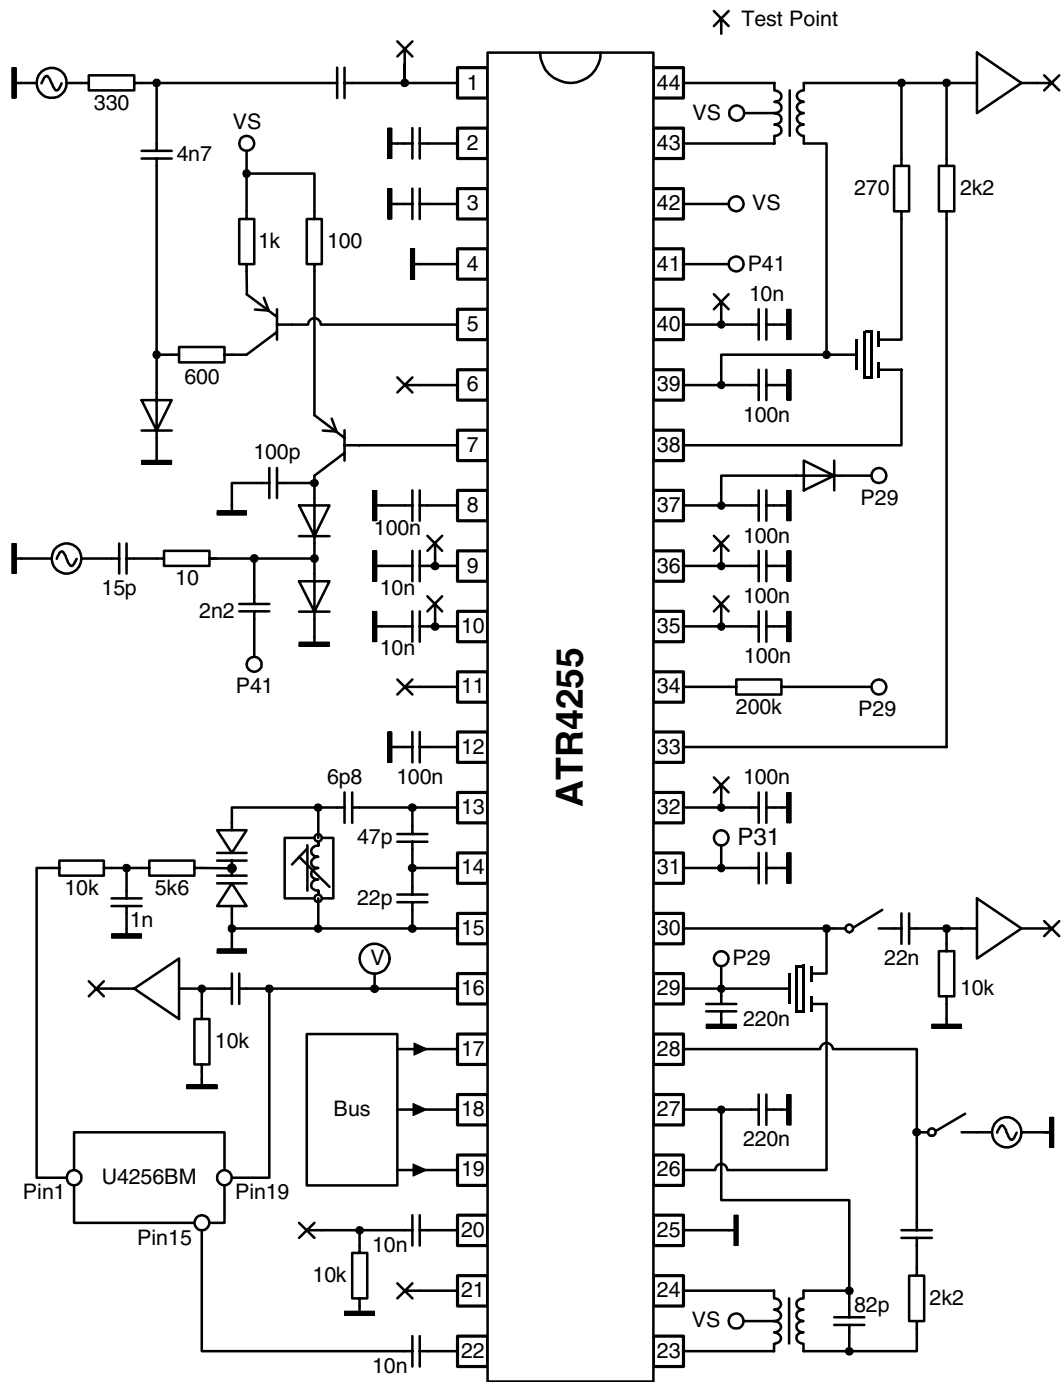 Test Point
1
44
330
VS
VS
4n7
2
43
270
2k2
3
42
VS
1k
100
4
41
P41
10n
5
40
600
6
39
100n
100p
7
38
P29
8
37
100n
100n
15p
10
9
36
10n
100n
2n2
10
35
10n
100n
P41
11
34
200k
P29
12
33
100n
ATR4255
6p8
100n
13
32
47p
P31
10k
5k6
14
31
1n
22p
15
30
22n
V
P29
16
29
10k
220n
10k
17
28
Bus
18
27
220n
U4256BM
Pin1
Pin19
19
26
Pin15
20
25
10n
10k
21
24
82p
2k2
VS
22
23
10n